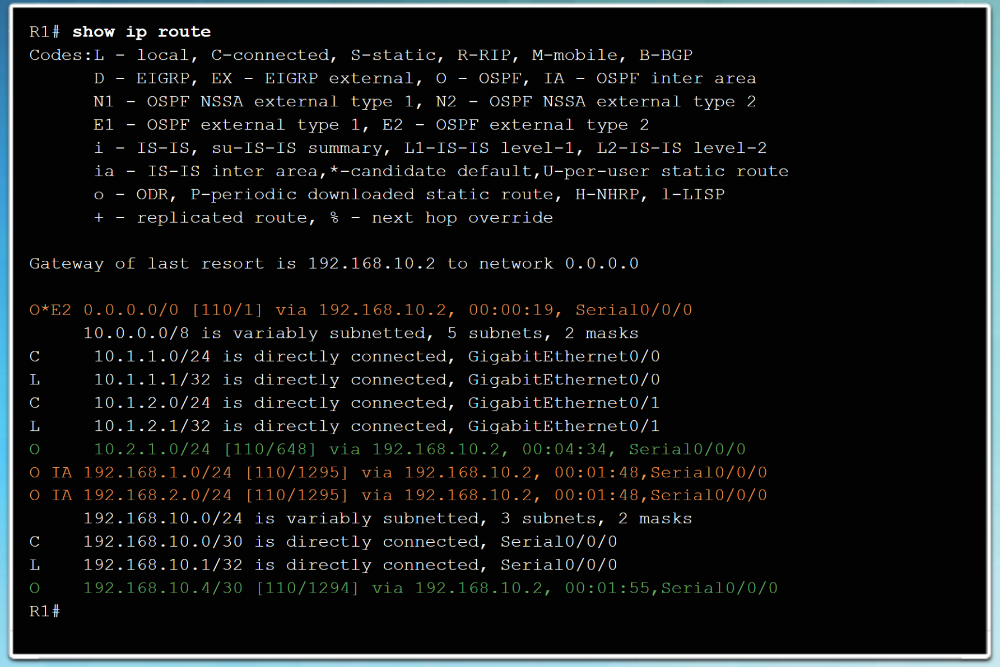 R1# show ip route
Codes:L - local, C-connected, S-static, R-RIP, M-mobile, B-BGP
D - EIGRP, EX - EIGRP external, O - OSPF, IA - OSPF inter area
N1 - OSPF NSSA external type 1, N2 - OSPF NSSA external type 2
E1 - OSPF external type 1, E2 - OSPF external type 2
i - IS-IS, su-IS-IS summary, L1-IS-IS level-1, L2-IS-IS level-2
ia - IS-IS inter area,*-candidate default,U-per-user static route
o - ODR, P-periodic downloaded static route, H-NHRP, l-LISP
+ - replicated route, % - next hop override
Gateway of last resort is 192.168.10.2 to network 0.0.0.0
O*E2 0.0.0.0/0 [110/1] via 192.168.10.2, 00:00:19, Serial0/0/0
10.0.0.0/8 is variably subnetted, 5 subnets, 2 masks
C 10.1.1.0/24 is directly connected, GigabitEthernet0/0
L 10.1.1.1/32 is directly connected, GigabitEthernet0/0
C 10.1.2.0/24 is directly connected, GigabitEthernet0/1
L 10.1.2.1/32 is directly connected, GigabitEthernet0/1
O 10.2.1.0/24 [110/648] via 192.168.10.2, 00:04:34, Serial0/0/0
O IA 192.168.1.0/24 [110/1295] via 192.168.10.2, 00:01:48,Serial0/0/0
O IA 192.168.2.0/24 [110/1295] via 192.168.10.2, 00:01:48,Serial0/0/0
192.168.10.0/24 is variably subnetted, 3 subnets, 2 masks
C 192.168.10.0/30 is directly connected, Serial0/0/0
L 192.168.10.1/32 is directly connected, Serial0/0/0
O 192.168.10.4/30 [110/1294] via 192.168.10.2, 00:01:55,Serial0/0/0
R1#